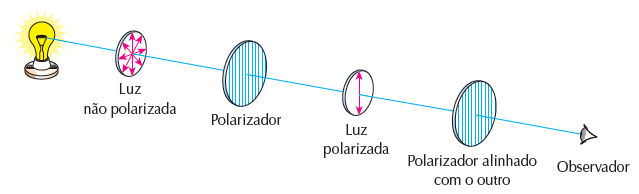 Luz
não polarizada
Polarizador
Luz
polarizada
Polarizador alinhado
com o outro
Observador